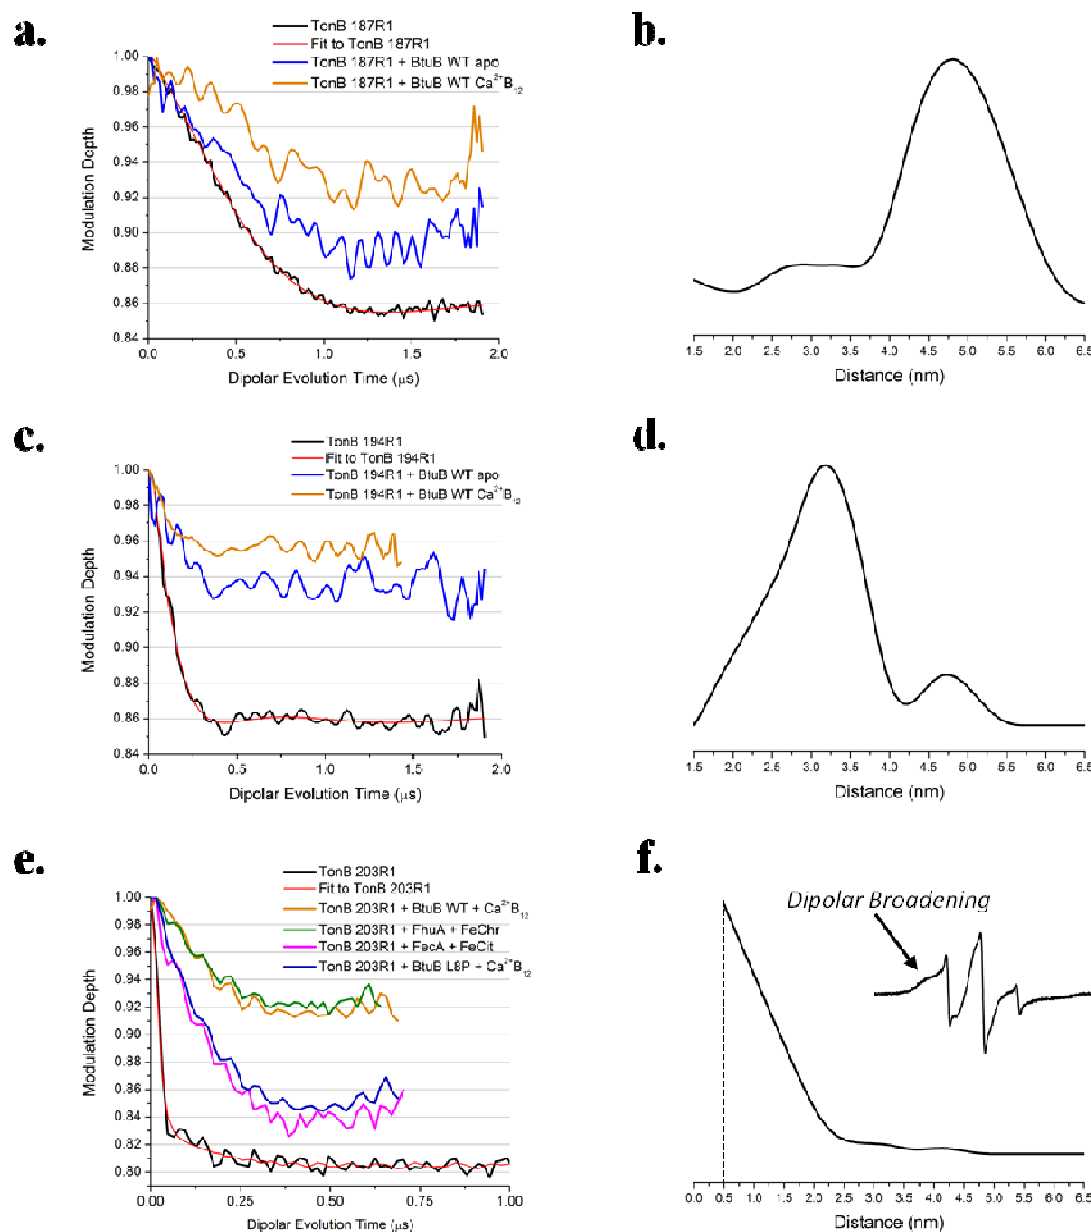 a.
TonB 187R1
Fit to TonB 187R1
TonB 187R1 + BtuB WT apo
TonB 187R1 + BtuB WT Ca²⁺B₁₂
1.00
0.98
0.96
0.94
0.92
0.90
0.88
0.86
0.84
Modulation Depth
0.0 0.5 1.0 1.5 2.0
Dipolar Evolution Time (μs)
b.
1.5 2.0 2.5 3.0 3.5 4.0 4.5 5.0 5.5 6.0 6.5
Distance (nm)
c.
TonB 194R1
Fit to TonB 194R1
TonB 194R1 + BtuB WT apo
TonB 194R1 + BtuB WT Ca²⁺B₁₂
1.00
0.98
0.96
0.94
0.92
0.90
0.88
0.86
0.84
Modulation Depth
0.0 0.5 1.0 1.5 2.0
Dipolar Evolution Time (μs)
d.
1.5 2.0 2.5 3.0 3.5 4.0 4.5 5.0 5.5 6.0 6.5
Distance (nm)
e.
TonB 203R1
Fit to TonB 203R1
TonB 203R1 + BtuB WT + Ca²⁺B₁₂
TonB 203R1 + FhuA + FeChr
TonB 203R1 + FecA + FeCit
TonB 203R1 + BtuB L8P + Ca²⁺B₁₂
1.00
0.98
0.96
0.94
0.92
0.90
0.88
0.86
0.84
0.82
0.80
Modulation Depth
0.00 0.25 0.50 0.75 1.00
Dipolar Evolution Time (μs)
f.
Dipolar Broadening
0.0 0.5 1.0 1.5 2.0 2.5 3.0 3.5 4.0 4.5 5.0 5.5 6.0 6.5
Distance (nm)